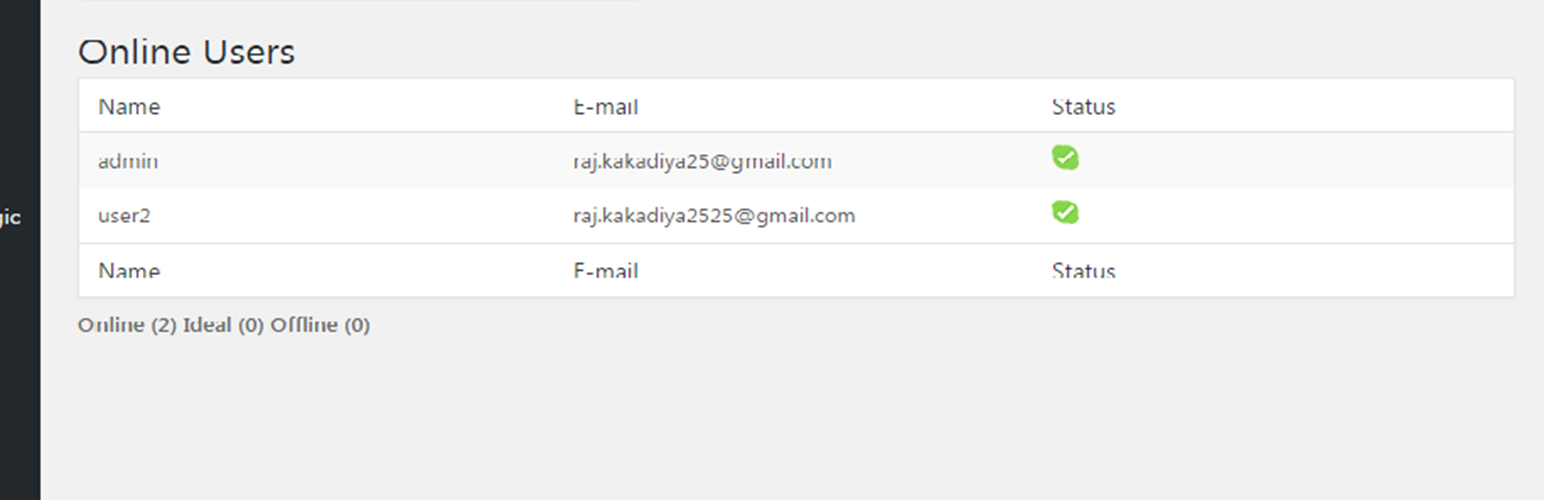 Online Users
Name E-mail Status
admin raj.kakadiya25@gmail.com
gic
user2 raj.kakadiya2525@gmail.com
Name E-mail Status
Online (2) Ideal (0) Offline (0)